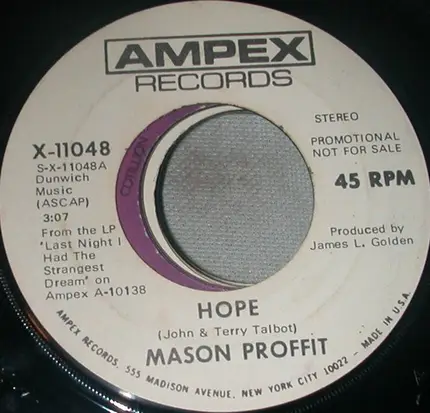 AMPEX
RECORDS
X-11048
S-X-11048A
Dunwich
Music
(ASCAP)
3:07
From the LP
"Last Night I
Had The
Strangest
Dream" on
Ampex A-10138
STEREO
PROMOTIONAL
NOT FOR SALE
45 RPM
Produced by
James L. Golden
COTILLION
HOPE
(John & Terry Talbot)
MASON PROFFIT
AMPEX RECORDS, 555 MADISON AVENUE, NEW YORK CITY 10022 - MADE IN U.S.A.